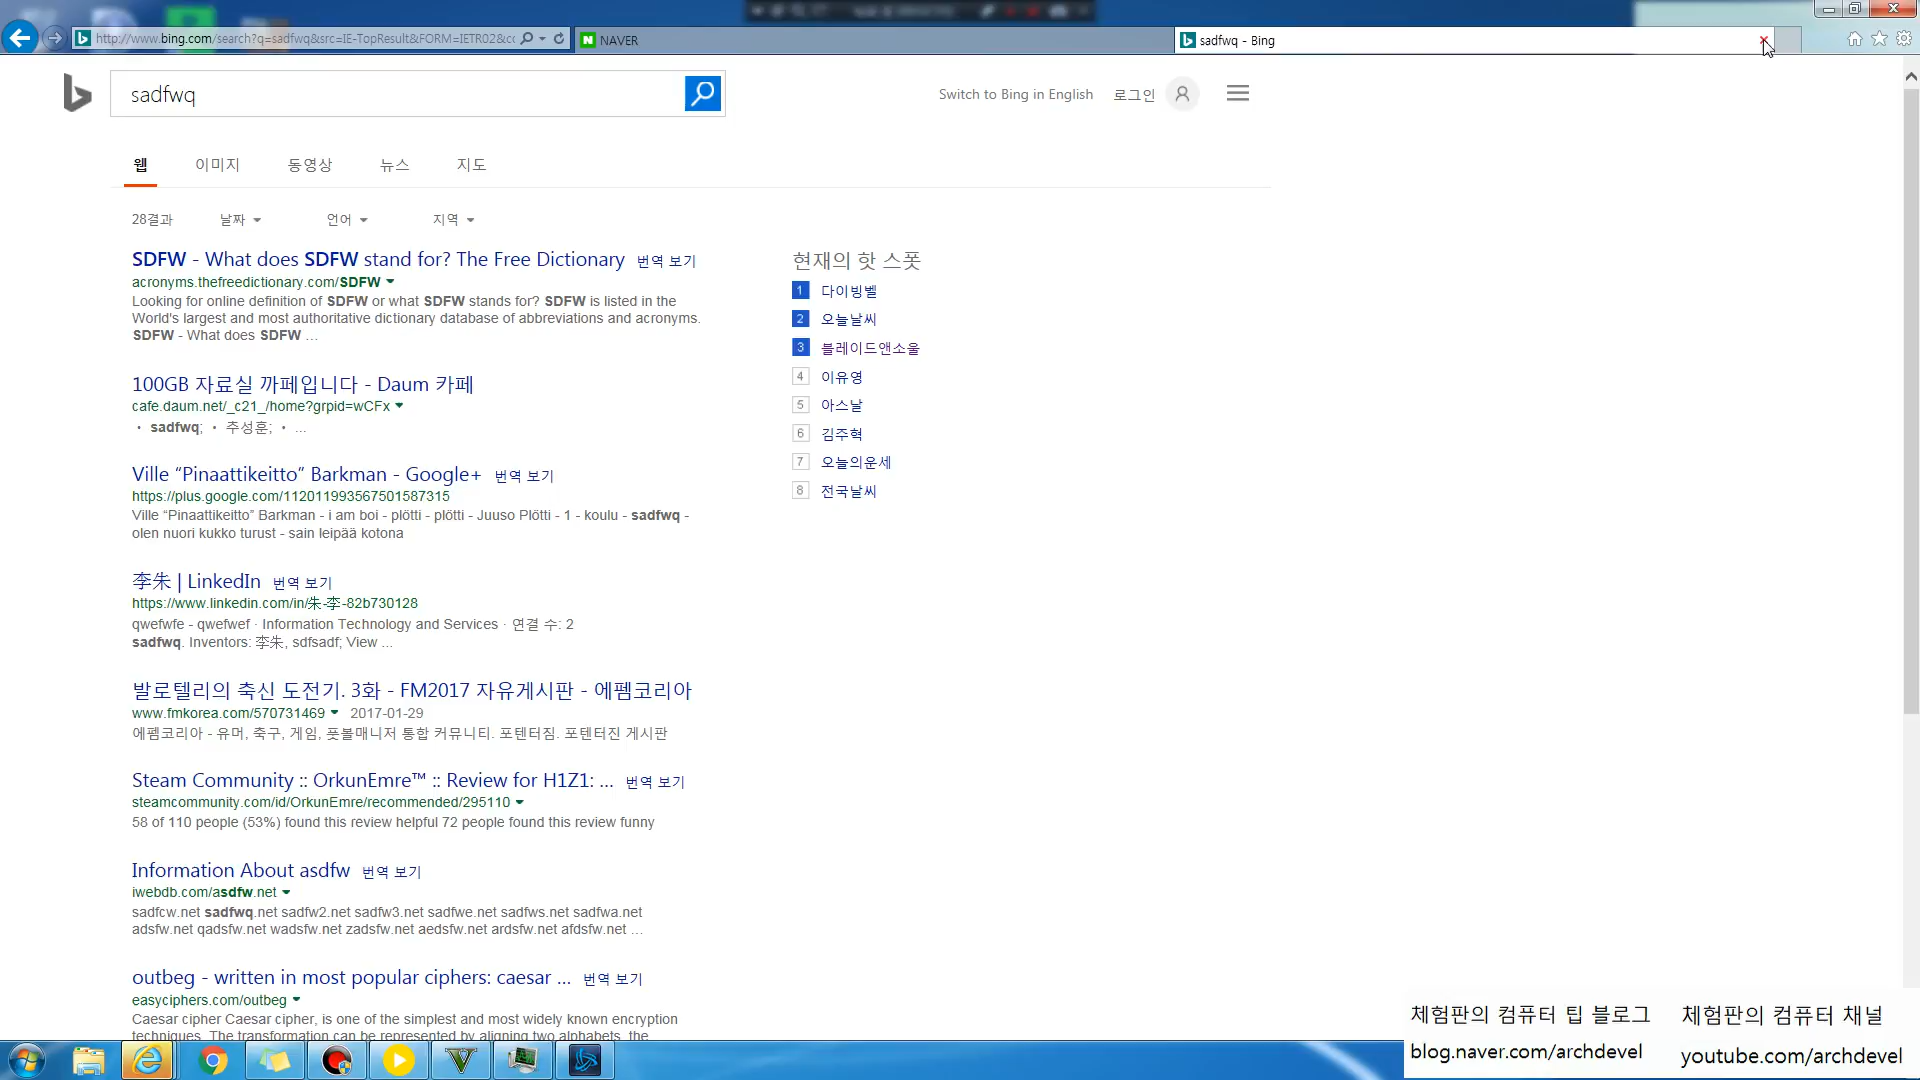 http://www.bing.com/search?q=sadfwq&src=IE-TopResult&FORM=IETR02&cc
NAVER
sadfwq - Bing
sadfwq
Switch to Bing in English
로그인
웹
이미지
동영상
뉴스
지도
28결과
날짜
언어
지역
SDFW - What does SDFW stand for? The Free Dictionary 번역 보기
acronyms.thefreedictionary.com/SDFW
Looking for online definition of SDFW or what SDFW stands for? SDFW is listed in the
World's largest and most authoritative dictionary database of abbreviations and acronyms.
SDFW - What does SDFW ...
100GB 자료실 까페입니다 - Daum 카페
cafe.daum.net/_c21_/home?grpid=wCFx
• sadfwq; • 추성훈; • ...
Ville “Pinaattikeitto” Barkman - Google+ 번역 보기
https://plus.google.com/112011993567501587315
Ville “Pinaattikeitto” Barkman - i am boi - plötti - plötti - Juuso Plötti - 1 - koulu - sadfwq -
olen nuori kukko turust - sain leipää kotona
李朱 | LinkedIn 번역 보기
https://www.linkedin.com/in/朱-李-82b730128
qwefwfe - qwefwef · Information Technology and Services · 연결 수: 2
sadfwq. Inventors: 李朱, sdfsadf; View ...
발로텔리의 축신 도전기. 3화 - FM2017 자유게시판 - 에펨코리아
www.fmkorea.com/570731469 2017-01-29
에펨코리아 - 유머, 축구, 게임, 풋볼매니저 통합 커뮤니티. 포텐터짐. 포텐터진 게시판
Steam Community :: OrkunEmre™ :: Review for H1Z1: ... 번역 보기
steamcommunity.com/id/OrkunEmre/recommended/295110
58 of 110 people (53%) found this review helpful 72 people found this review funny
Information About asdfw 번역 보기
iwebdb.com/asdfw.net
sadfcw.net sadfwq.net sadfw2.net sadfw3.net sadfwe.net sadfws.net sadfwa.net
adsfw.net qadsfw.net wadsfw.net zadsfw.net aedsfw.net ardsfw.net afdsfw.net ...
outbeg - written in most popular ciphers: caesar ... 번역 보기
easyciphers.com/outbeg
Caesar cipher Caesar cipher, is one of the simplest and most widely known encryption
techniques. The transformation can be represented by aligning two alphabets, the
현재의 핫 스폿
1 다이빙벨
2 오늘날씨
3 블레이드앤소울
4 이유영
5 아스날
6 김주혁
7 오늘의운세
8 전국날씨
체험판의 컴퓨터 팁 블로그
blog.naver.com/archdevel
체험판의 컴퓨터 채널
youtube.com/archdevel